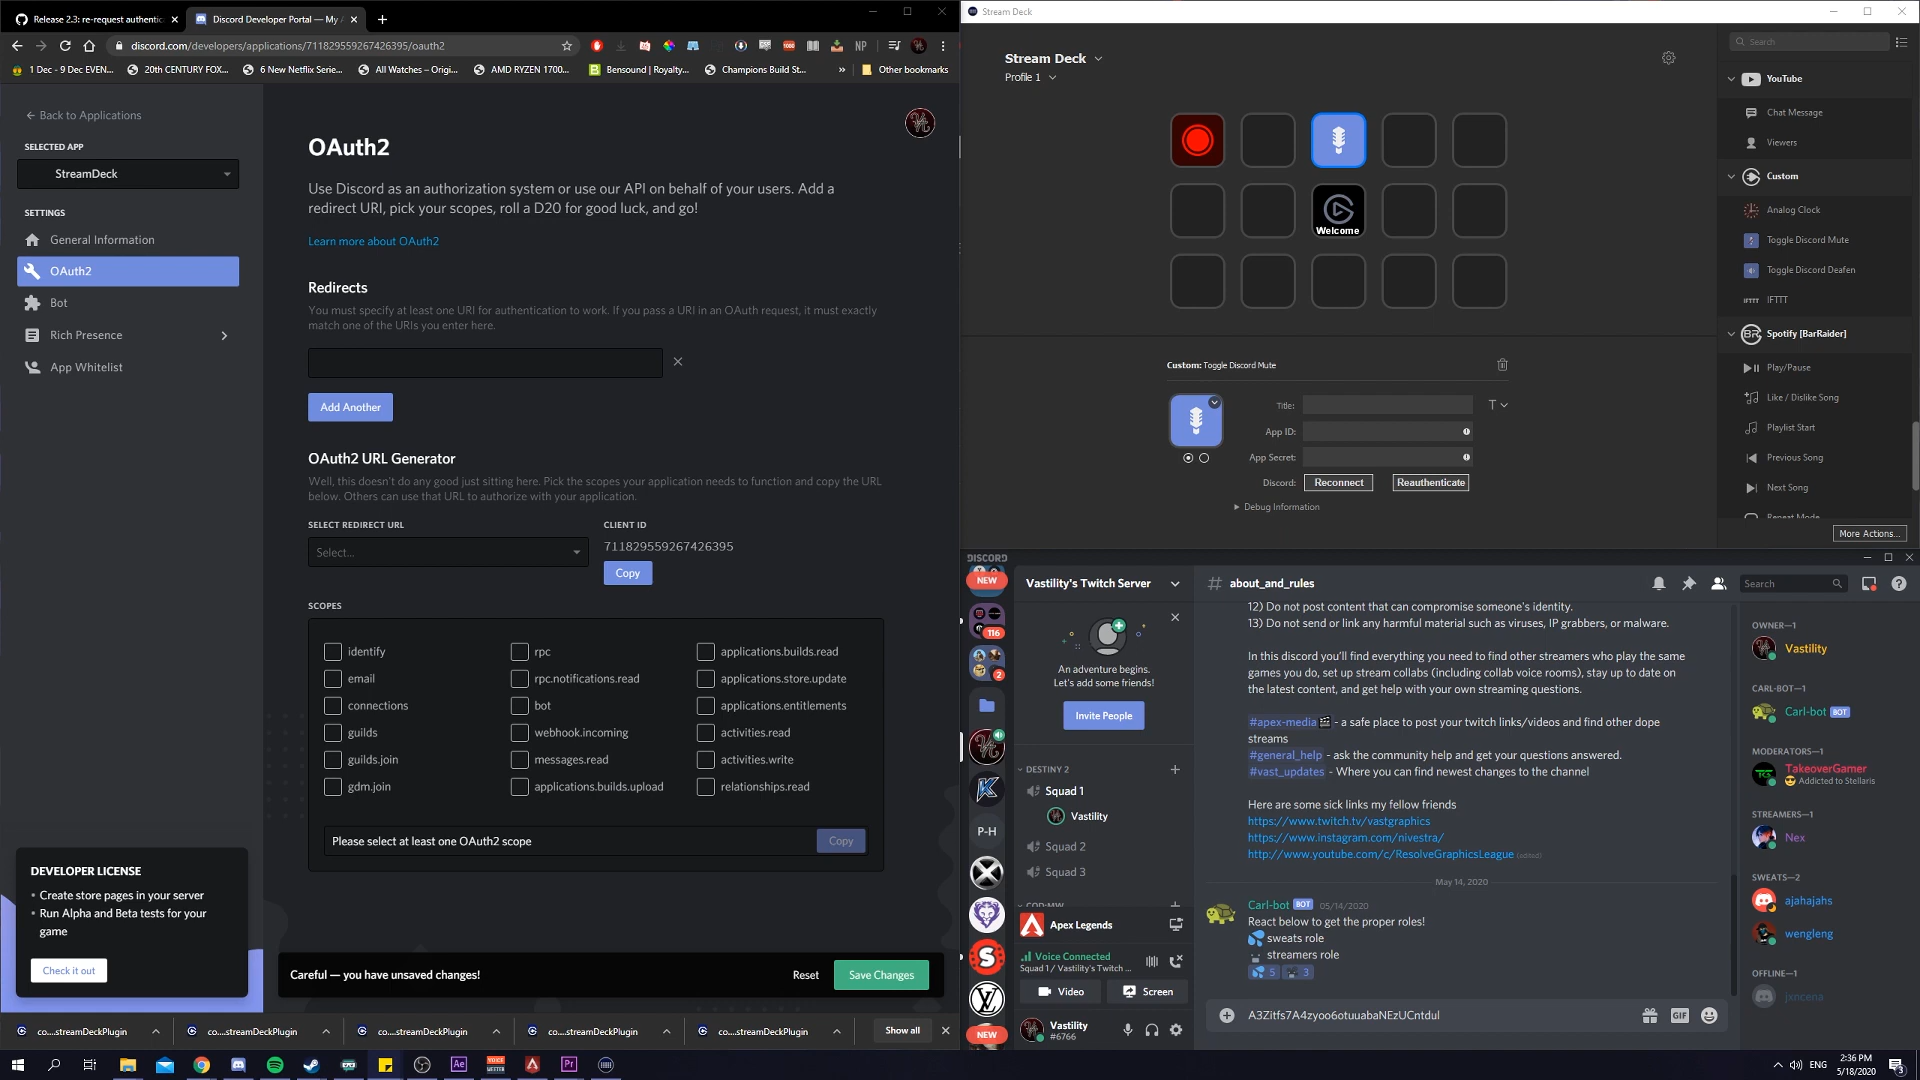 Release 2.3: re-request authentic
Discord Developer Portal — My A
discord.com/developers/applications/711829559267426395/oauth2
1 Dec - 9 Dec EVEN...
20th CENTURY FOX...
6 New Netflix Serie...
All Watches – Origi...
AMD RYZEN 1700...
Bensound | Royalty...
Champions Build St...
Other bookmarks
Back to Applications
SELECTED APP
StreamDeck
SETTINGS
General Information
OAuth2
Bot
Rich Presence
App Whitelist
DEVELOPER LICENSE
• Create store pages in your server
• Run Alpha and Beta tests for your
game
Check it out
OAuth2
Use Discord as an authorization system or use our API on behalf of your users. Add a
redirect URI, pick your scopes, roll a D20 for good luck, and go!
Learn more about OAuth2
Redirects
You must specify at least one URI for authentication to work. If you pass a URI in an OAuth request, it must exactly
match one of the URIs you enter here.
Add Another
OAuth2 URL Generator
Well, this doesn't do any good just sitting here. Pick the scopes your application needs to function and copy the URL
below. Others can use that URL to authorize with your application.
SELECT REDIRECT URL
CLIENT ID
Select...
711829559267426395
Copy
SCOPES
identify
rpc
applications.builds.read
email
rpc.notifications.read
applications.store.update
connections
bot
applications.entitlements
guilds
webhook.incoming
activities.read
guilds.join
messages.read
activities.write
gdm.join
applications.builds.upload
relationships.read
Please select at least one OAuth2 scope
Copy
Careful — you have unsaved changes!
Reset
Save Changes
co....streamDeckPlugin
co....streamDeckPlugin
co....streamDeckPlugin
co....streamDeckPlugin
co....streamDeckPlugin
Show all
Stream Deck
Stream Deck
Profile 1
Welcome
Custom: Toggle Discord Mute
Title:
App ID:
App Secret:
Discord:
Reconnect
Reauthenticate
Debug Information
Search
YouTube
Chat Message
Viewers
Custom
Analog Clock
Toggle Discord Mute
Toggle Discord Deafen
IFTTT
IFTTT
Spotify [BarRaider]
Play/Pause
Like / Dislike Song
Playlist Start
Previous Song
Next Song
Repeat Mode
More Actions...
DISCORD
NEW
116
2
P-H
NEW
Vastility's Twitch Server
An adventure begins.
Let's add some friends!
Invite People
DESTINY 2
Squad 1
Vastility
Squad 2
Squad 3
COD-MW
Apex Legends
Voice Connected
Squad 1 / Vastility's Twitch ...
Video
Screen
Vastility
#6766
# about_and_rules
Search
12) Do not post content that can compromise someone's identity.
13) Do not send or link any harmful material such as viruses, IP grabbers, or malware.
In this discord you'll find everything you need to find other streamers who play the same
games you do, set up stream collabs (including collab voice rooms), stay up to date on
the latest content, and get help with your own streaming questions.
#apex-media - a safe place to post your twitch links/videos and find other dope
streams
#general_help - ask the community help and get your questions answered.
#vast_updates - Where you can find newest changes to the channel
Here are some sick links my fellow friends
https://www.twitch.tv/vastgraphics
https://www.instagram.com/nivestra/
http://www.youtube.com/c/ResolveGraphicsLeague (edited)
May 14, 2020
Carl-bot BOT 05/14/2020
React below to get the proper roles!
sweats role
streamers role
5
3
A3Zitfs7A4zyoo6otuuabaNEzUCntdul
GIF
OWNER—1
Vastility
CARL-BOT—1
Carl-bot BOT
MODERATORS—1
TakeoverGamer
Addicted to Stellaris
STREAMERS—1
Nex
SWEATS—2
ajahajahs
wengleng
OFFLINE—1
jxncena
ENG
2:36 PM
5/18/2020